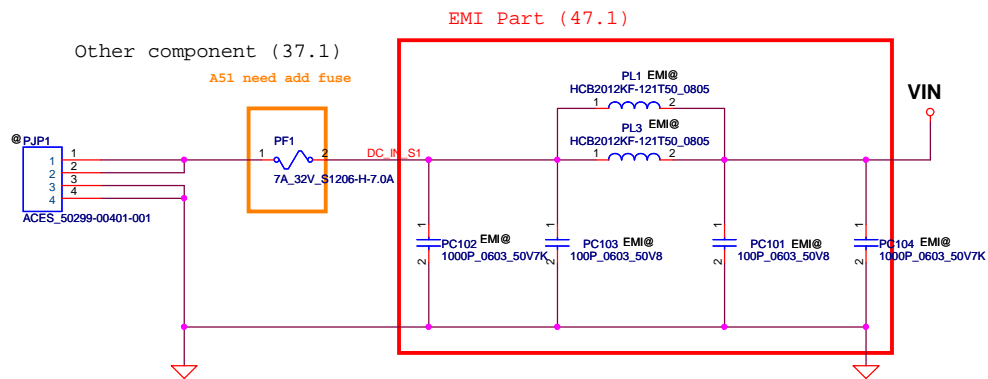 EMI Part (47.1)
Other component (37.1)
A51 need add fuse
PL1 EMI@
HCB2012KF-121T50_0805
1 2
VIN
PL3 EMI@
HCB2012KF-121T50_0805
1 2
@PJP1
1 1
2 2
3 3
4 4
ACES_50299-00401-001
PF1
1 2
7A_32V_S1206-H-7.0A
DC_IN_S1
1
PC102 EMI@
1000P_0603_50V7K
2
1
PC103 EMI@
100P_0603_50V8
2
1
PC101 EMI@
100P_0603_50V8
2
1
PC104 EMI@
1000P_0603_50V7K
2